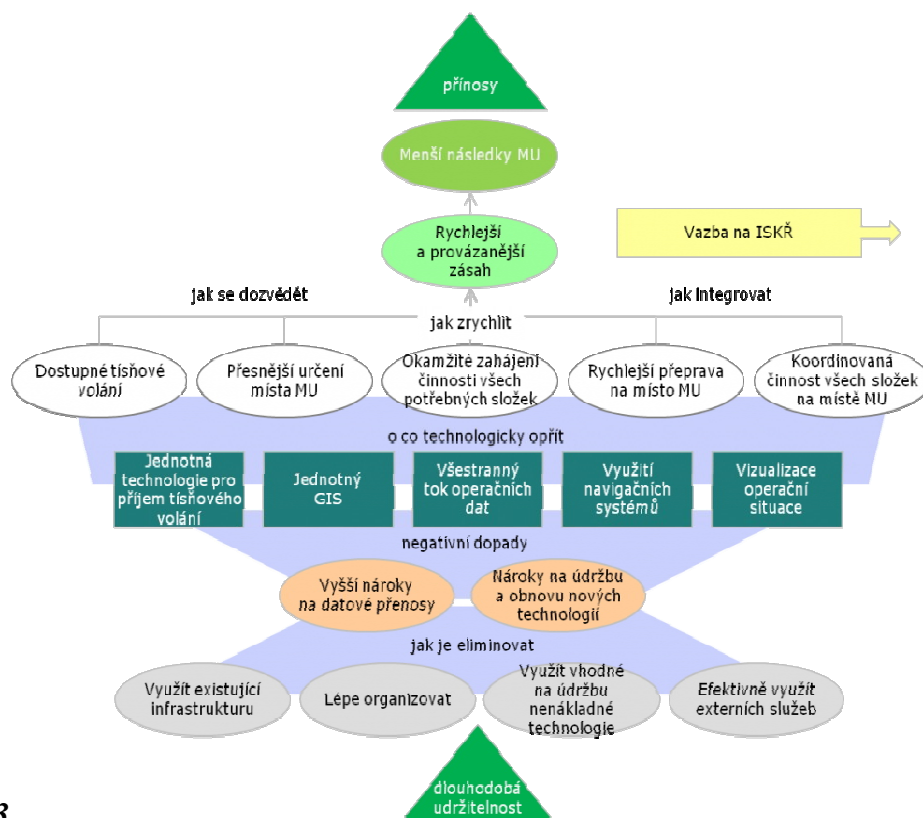 přínosy
Menší následky MU
Rychlejší
a provázanější
zásah
Vazba na ISKŘ
jak se dozvědět
jak zrychlit
jak integrovat
Dostupné tísňové
volání
Přesnější určení
místa MU
Okamžité zahájení
činnosti všech
potřebných složek
Rychlejší přeprava
na místo MU
Koordinovaná
činnost všech složek
na místě MU
o co technologicky opřít
Jednotná
technologie pro
příjem tísňového
volání
Jednotný
GIS
Všestranný
tok operačních
dat
Využití
navigačních
systémů
Vizualizace
operační
situace
negativní dopady
Vyšší nároky
na datové přenosy
Nároky na údržbu
a obnovu nových
technologií
jak je eliminovat
Využít existující
infrastrukturu
Lépe organizovat
Využít vhodné
na údržbu
nenákladné
technologie
Efektivně využít
externích služeb
dlouhodobá
udržitelnost